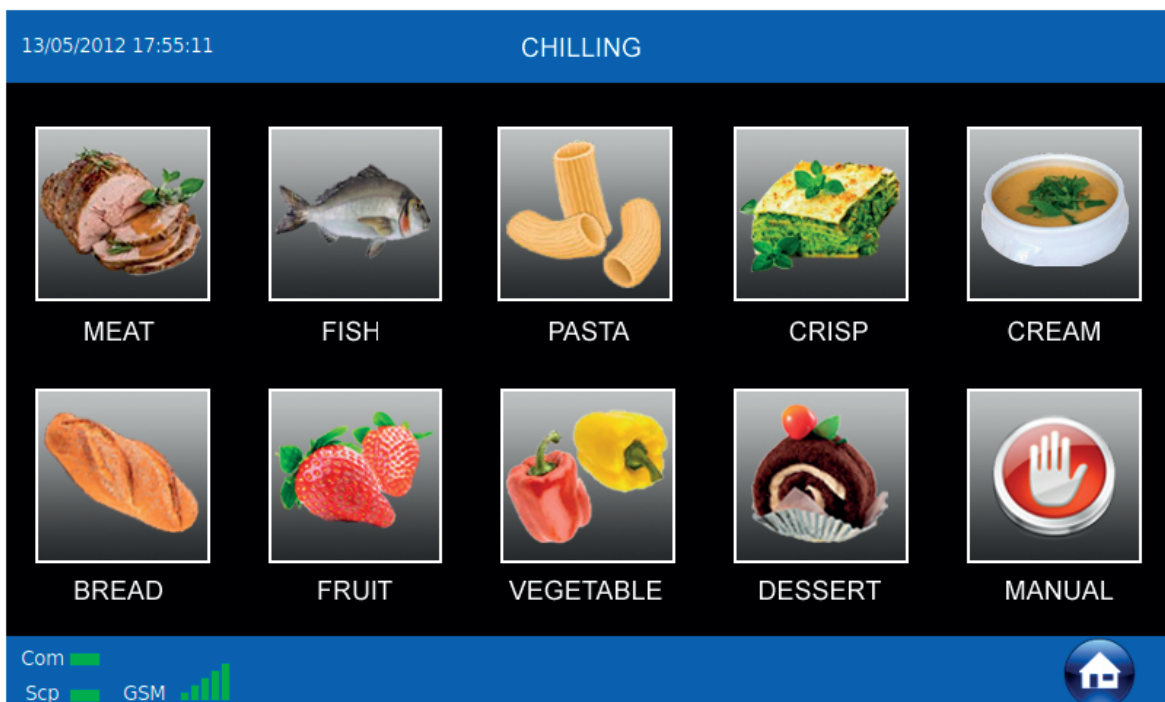 13/05/2012 17:55:11 CHILLING
MEAT FISH PASTA CRISP CREAM
BREAD FRUIT VEGETABLE DESSERT MANUAL
Com
Scp GSM